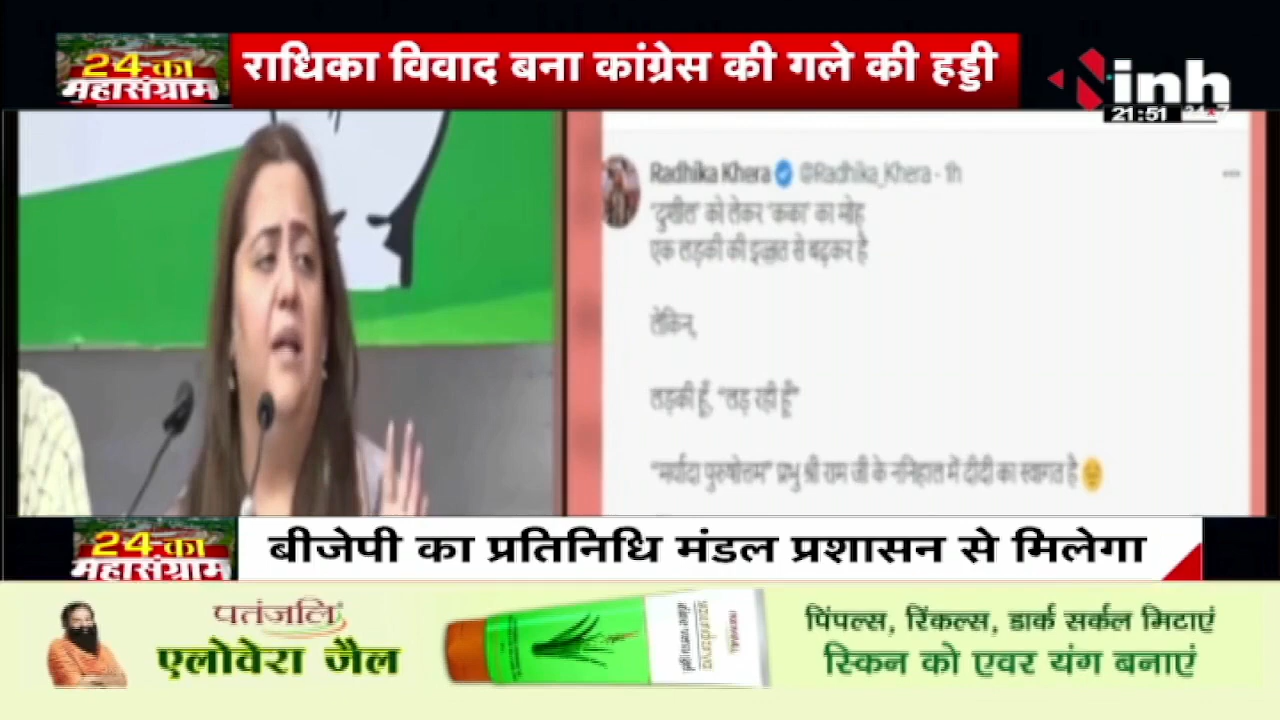 24 का
महासंग्राम
राधिका विवाद बना कांग्रेस की गले की हड्डी
inh
21:51 24x7
Radhika Khera @Radhika_Khera - 1h
'दुशील' को लेकर 'कका' का मोह
एक लड़की की इज़्ज़त से बढ़कर है
लेकिन,
लड़की हूँ, "लड़ रही हूँ"
"मर्यादा पुरुषोत्तम" प्रभु श्री राम जी के ननिहाल में दीदी का स्वागत है
24 का
महासंग्राम
बीजेपी का प्रतिनिधि मंडल प्रशासन से मिलेगा
पतंजलि
एलोवेरा जैल
पिंपल्स, रिंकल्स, डार्क सर्कल मिटाएं
स्किन को एवर यंग बनाएं